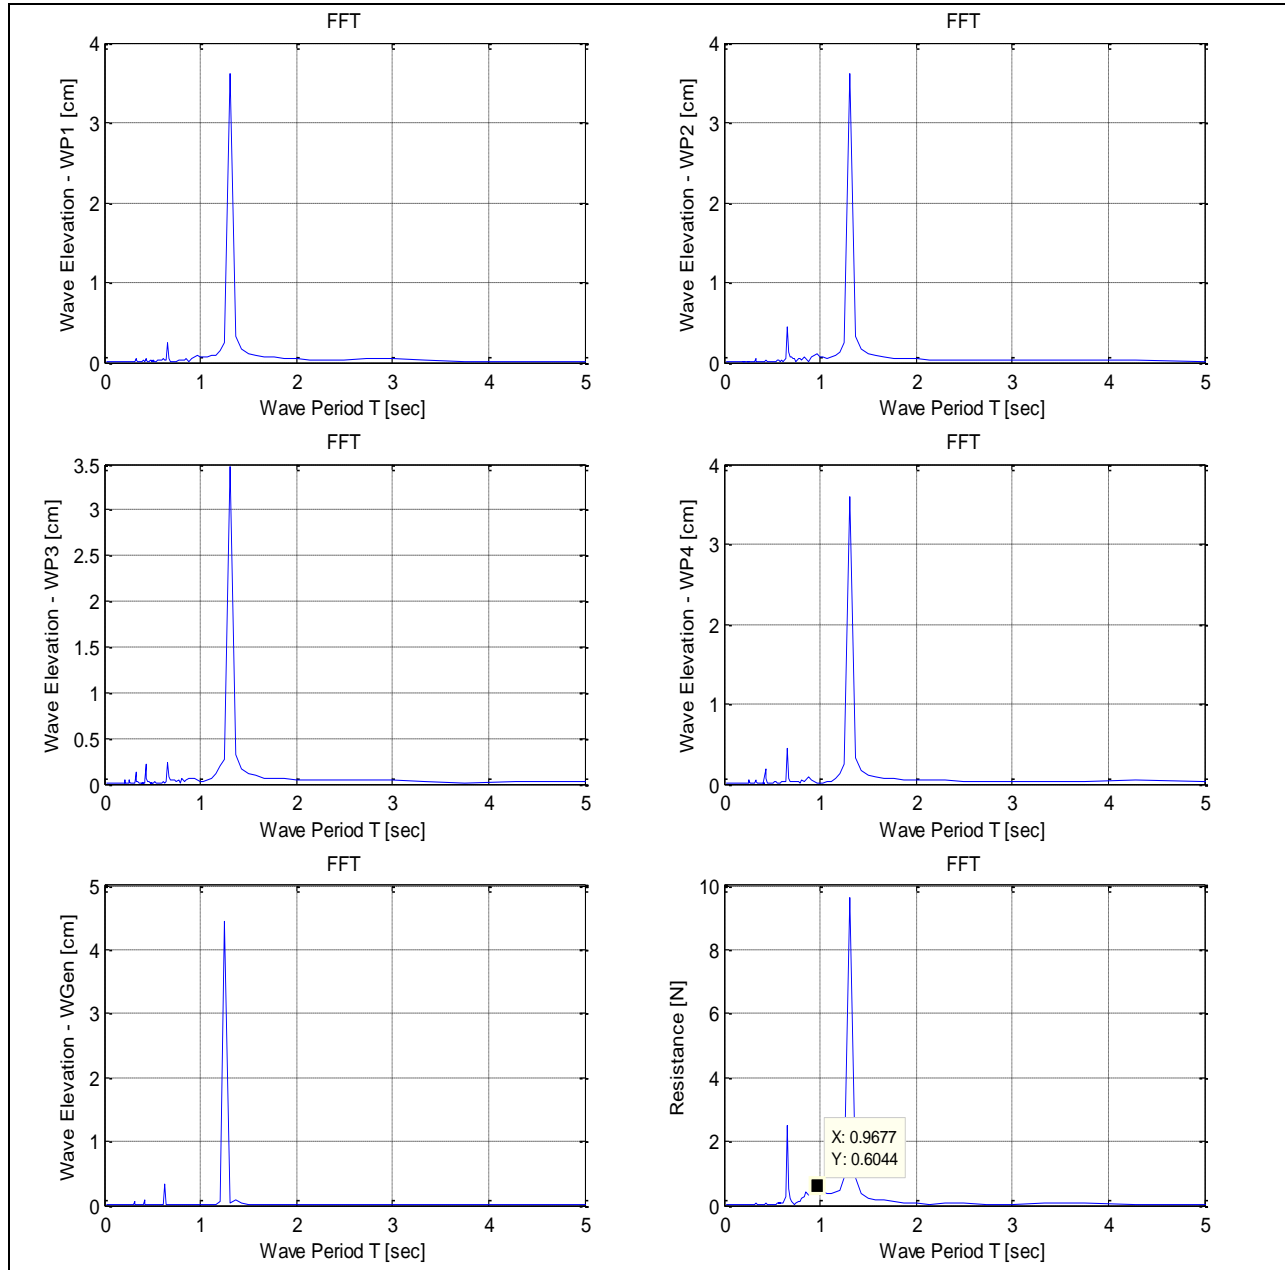 FFT
Wave Elevation - WP1 [cm]
4
3
2
1
0
0 1 2 3 4 5
Wave Period T [sec]
FFT
Wave Elevation - WP2 [cm]
4
3
2
1
0
0 1 2 3 4 5
Wave Period T [sec]
FFT
Wave Elevation - WP3 [cm]
3.5
3
2.5
2
1.5
1
0.5
0
0 1 2 3 4 5
Wave Period T [sec]
FFT
Wave Elevation - WP4 [cm]
4
3
2
1
0
0 1 2 3 4 5
Wave Period T [sec]
FFT
Wave Elevation - WGen [cm]
5
4
3
2
1
0
0 1 2 3 4 5
Wave Period T [sec]
FFT
Resistance [N]
10
8
6
4
2
0
X: 0.9677
Y: 0.6044
0 1 2 3 4 5
Wave Period T [sec]